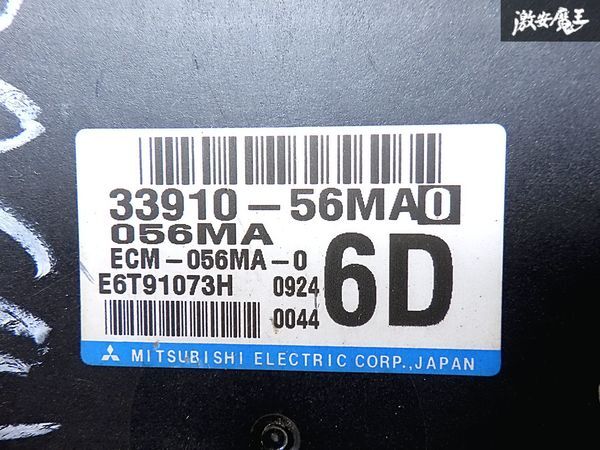 激安魔王
33910-56MA0
056MA
ECM-056MA-0
E6T91073H 0924
0044
6D
MITSUBISHI ELECTRIC CORP.,JAPAN